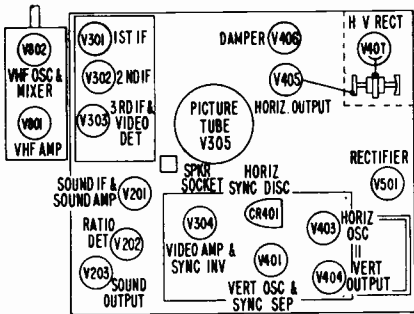 V802
VHF OSC &
MIXER
V801
VHF AMP
V301
1ST IF
V302
2ND IF
V303
3RD IF &
VIDEO
DET
DAMPER
V406
H V RECT
V407
V405
HORIZ. OUTPUT
PICTURE
TUBE
V305
SPKR
SOCKET
RECTIFIER
V501
SOUND IF &
SOUND AMP
V201
RATIO
DET
V202
V203
SOUND
OUTPUT
HORIZ
SYNC DISC
CR401
V304
VIDEO AMP &
SYNC INV
V401
VERT OSC &
SYNC SEP
V403
HORIZ
OSC
V404
VERT
OUTPUT